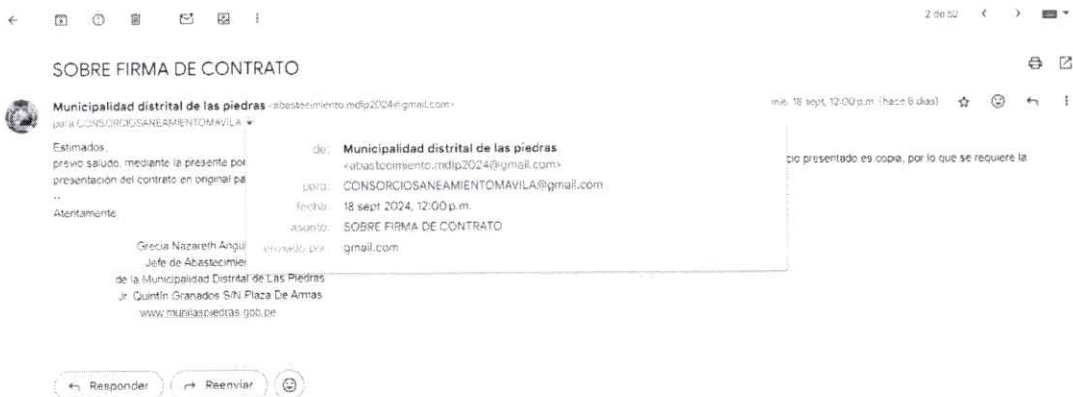 2 de 50
SOBRE FIRMA DE CONTRATO
Municipalidad distrital de las piedras <abastecimiento.mdlp2024@gmail.com>
mié, 18 sept, 12:00 p.m. (hace 8 días)
para CONSORCIOSANEAMIENTOMAVILA
Estimados,
previo saludo, mediante la presente por
cio presentado es copia, por lo que se requiere la
presentación del contrato en original pa
--
Atentamente
de: Municipalidad distrital de las piedras
<abastecimiento.mdlp2024@gmail.com>
para: CONSORCIOSANEAMIENTOMAVILA@gmail.com
fecha: 18 sept 2024, 12:00 p.m.
asunto: SOBRE FIRMA DE CONTRATO
enviado por: gmail.com
Grecia Nazareth Angu
Jefe de Abastecimie
de la Municipalidad Distrital de Las Piedras
Jr. Quintín Granados S/N Plaza De Armas
www.munilaspiedras.gob.pe
Responder
Reenviar